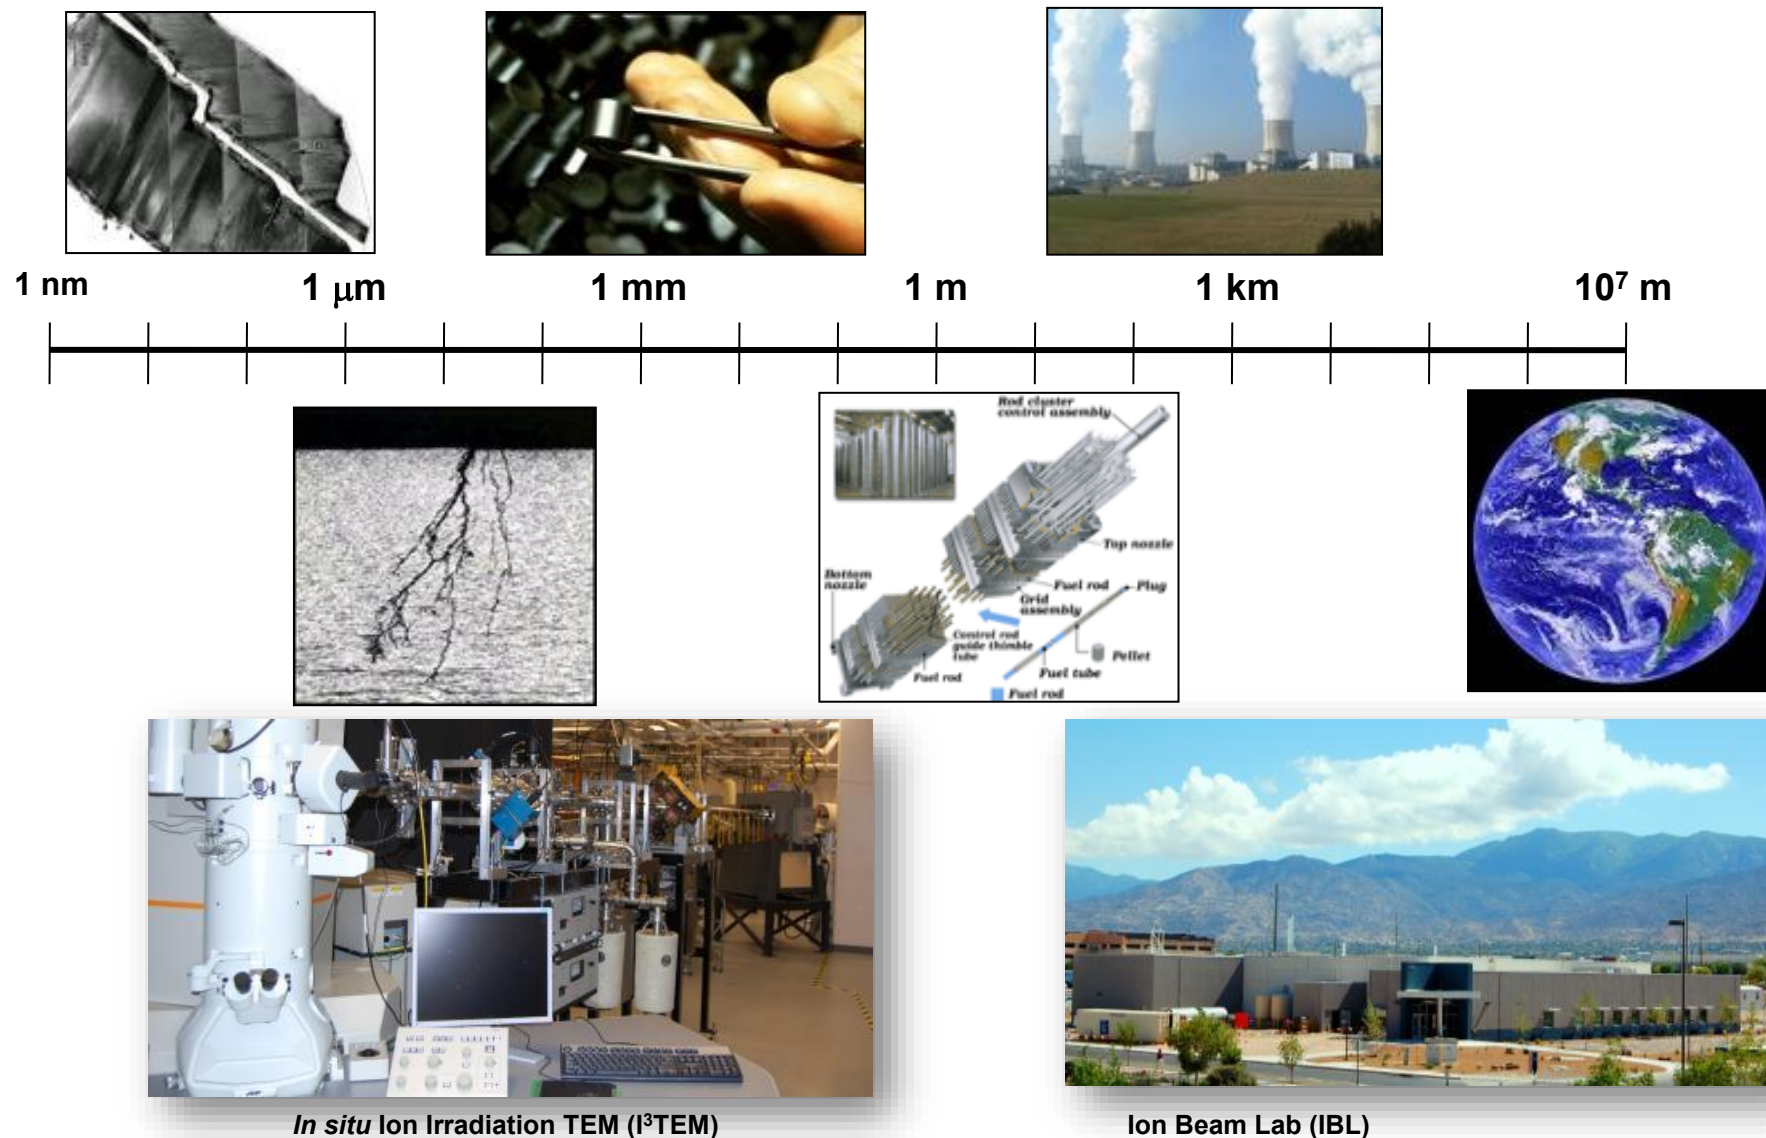 1 nm
1 μm
1 mm
1 m
1 km
10⁷ m
Rod cluster
control assembly
Top nozzle
Bottom
nozzle
Fuel rod
Plug
Grid
assembly
Control rod
guide thimble
tube
Pellet
Fuel tube
Fuel rod
Fuel rod
In situ Ion Irradiation TEM (I³TEM)
Ion Beam Lab (IBL)